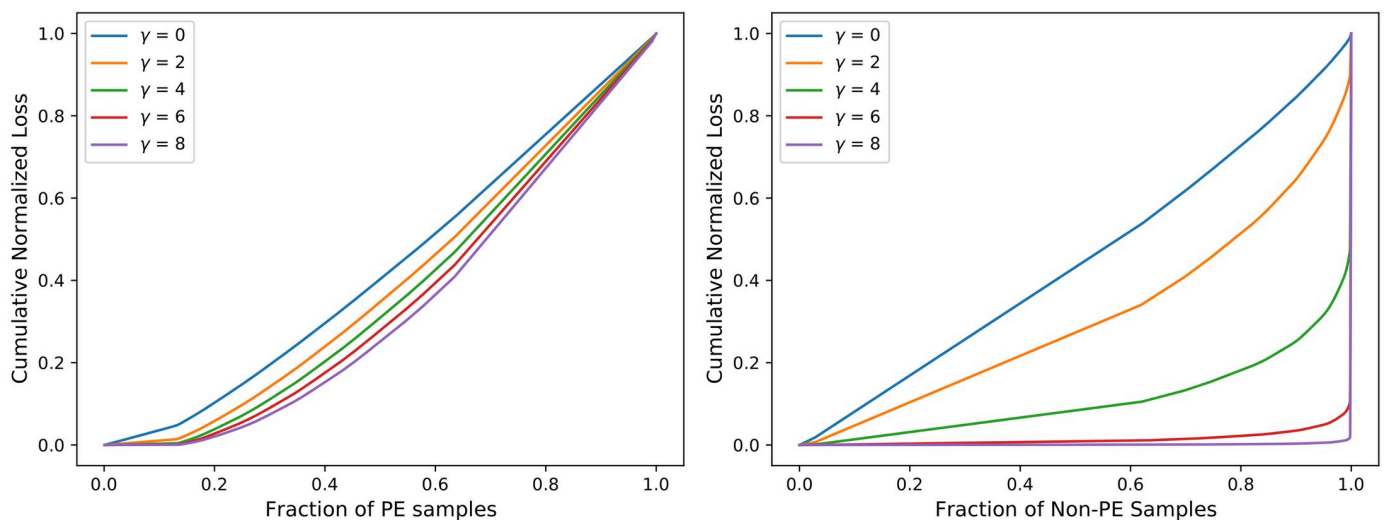 1.0
0.8
0.6
0.4
0.2
0.0
Cumulative Normalized Loss
γ = 0
γ = 2
γ = 4
γ = 6
γ = 8
0.0 0.2 0.4 0.6 0.8 1.0
Fraction of PE samples
1.0
0.8
0.6
0.4
0.2
0.0
Cumulative Normalized Loss
γ = 0
γ = 2
γ = 4
γ = 6
γ = 8
0.0 0.2 0.4 0.6 0.8 1.0
Fraction of Non-PE Samples